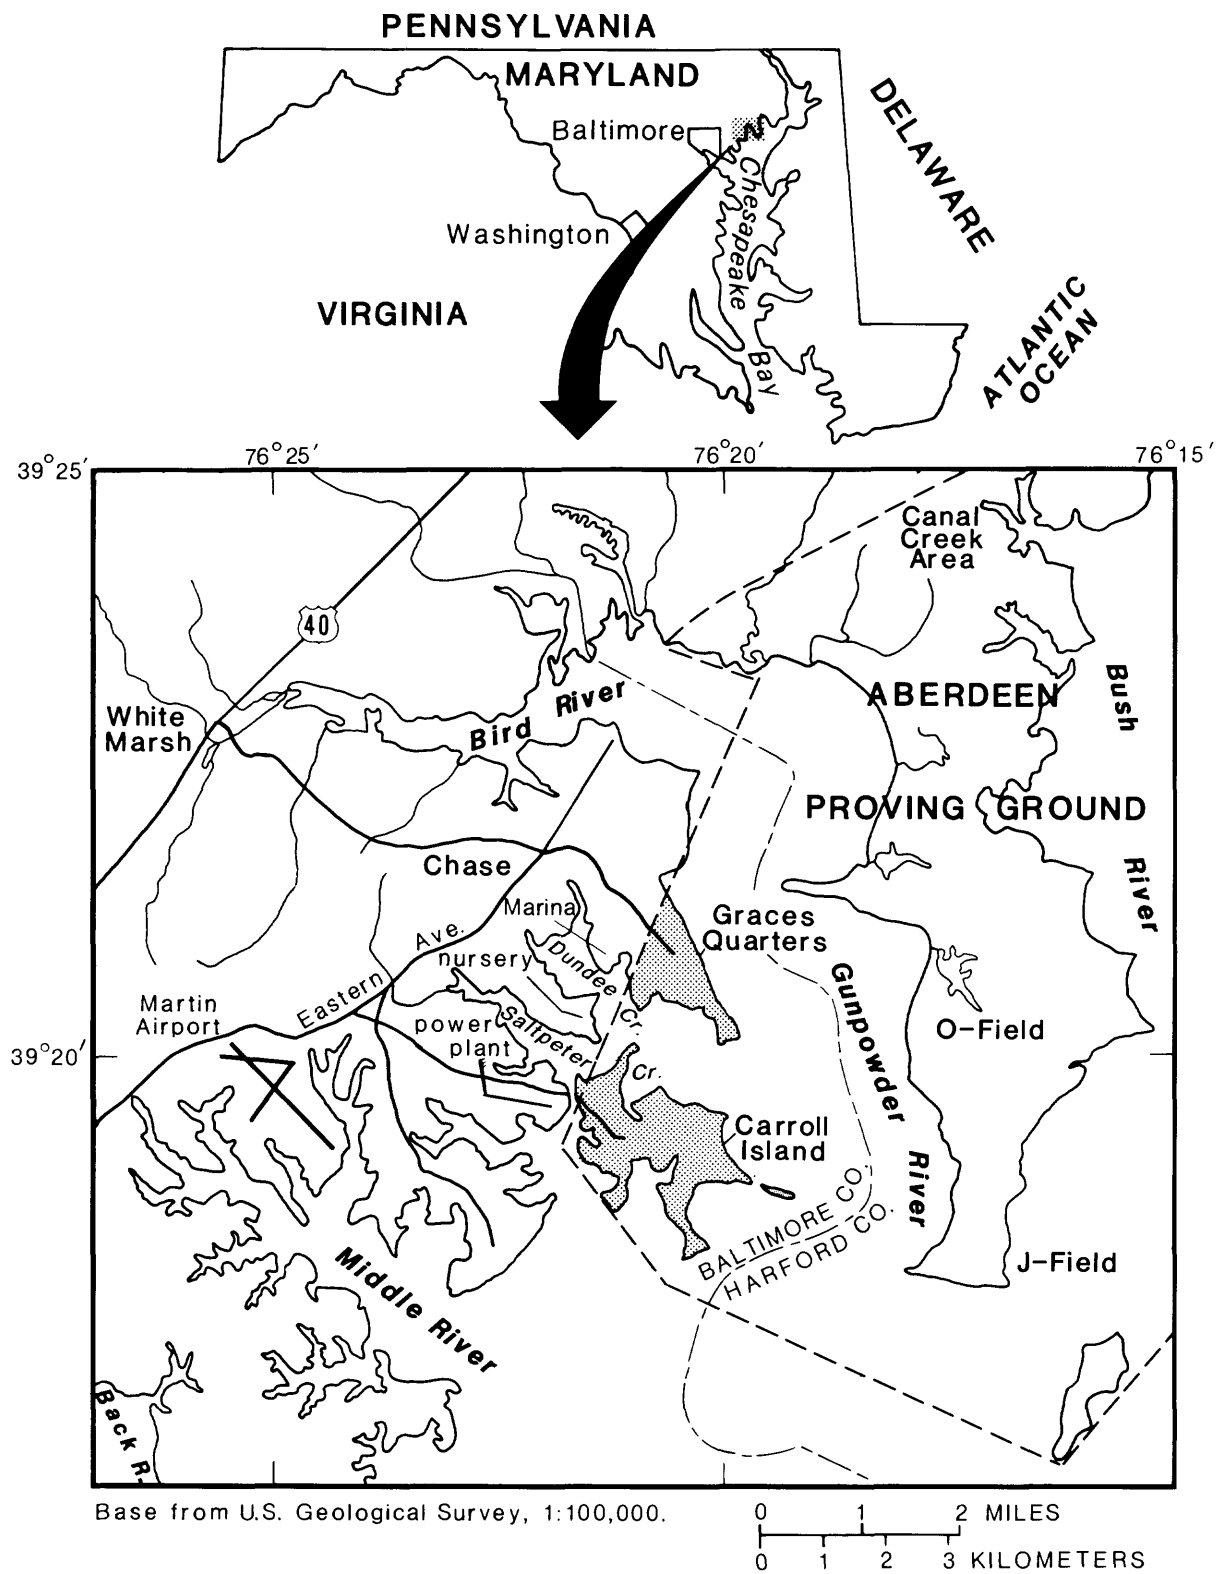 PENNSYLVANIA
MARYLAND
DELAWARE
Baltimore
Chesapeake
Bay
Washington
VIRGINIA
ATLANTIC
OCEAN
76°25′
76°20′
76°15′
39°25′
Canal
Creek
Area
40
White
Marsh
Bird River
ABERDEEN
PROVING GROUND
Bush
River
Chase
Marina
Graces
Quarters
Eastern Ave.
nursery
Dundee Cr.
Martin
Airport
power
plant
Saltpeter Cr.
Gunpowder
River
O-Field
39°20′
Carroll
Island
BALTIMORE CO.
HARFORD CO.
J-Field
Middle River
Back R.
Base from U.S. Geological Survey, 1:100,000.
0 1 2 MILES
0 1 2 3 KILOMETERS